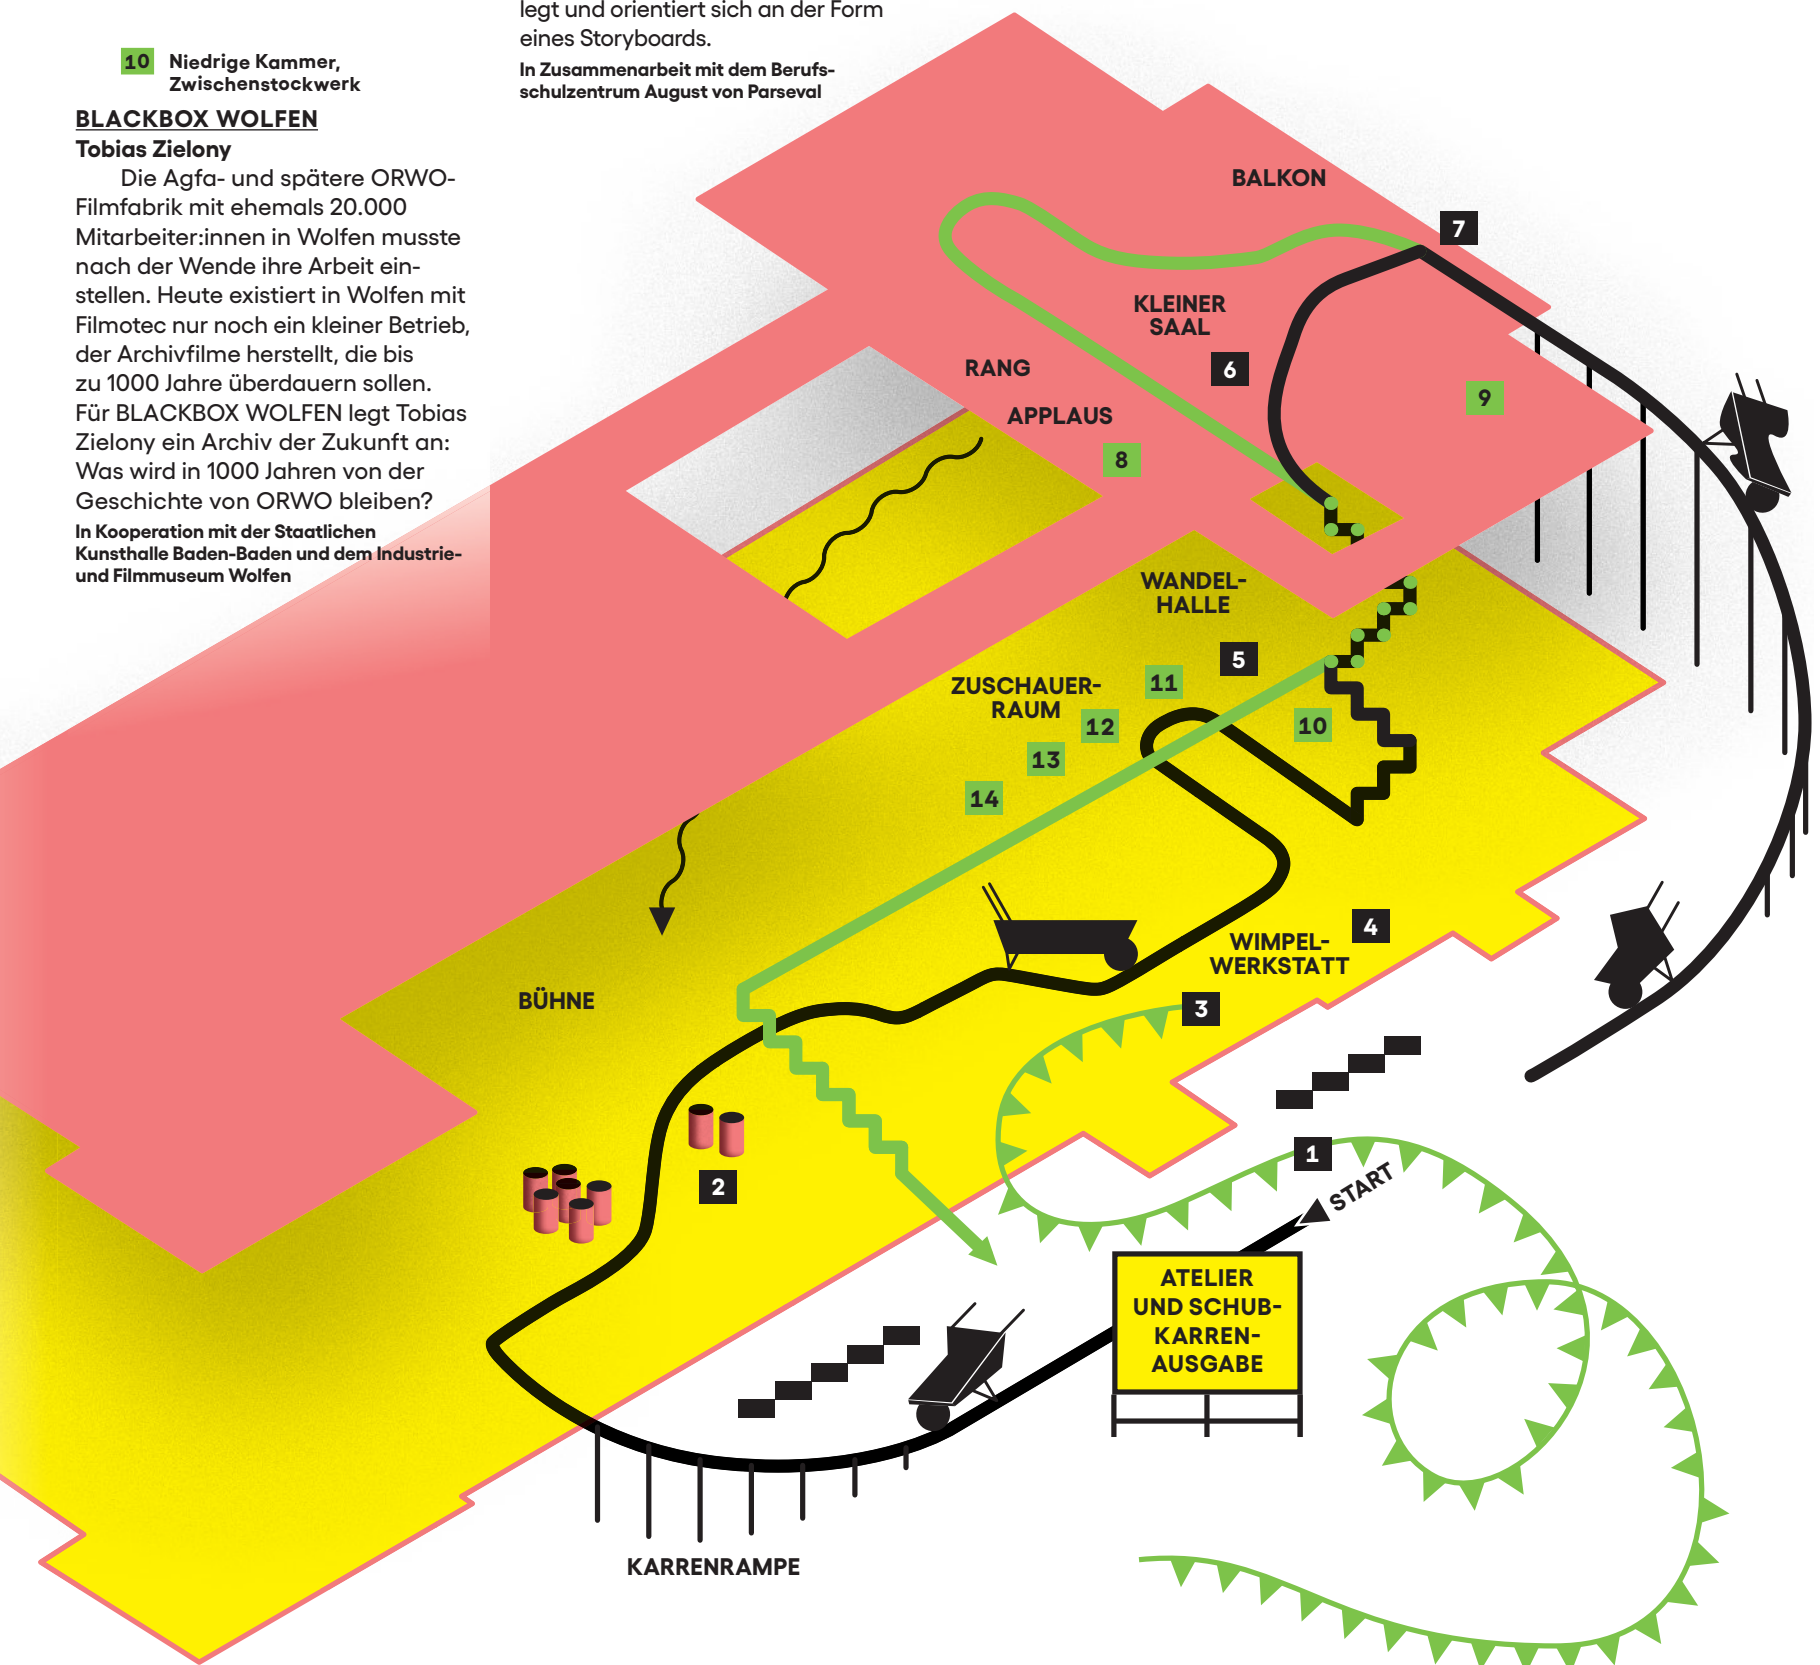 10 Niedrige Kammer,
Zwischenstockwerk
BLACKBOX WOLFEN
Tobias Zielony
Die Agfa- und spätere ORWO-
Filmfabrik mit ehemals 20.000
Mitarbeiter:innen in Wolfen musste
nach der Wende ihre Arbeit ein-
stellen. Heute existiert in Wolfen mit
Filmotec nur noch ein kleiner Betrieb,
der Archivfilme herstellt, die bis
zu 1000 Jahre überdauern sollen.
Für BLACKBOX WOLFEN legt Tobias
Zielony ein Archiv der Zukunft an:
Was wird in 1000 Jahren von der
Geschichte von ORWO bleiben?
In Kooperation mit der Staatlichen
Kunsthalle Baden-Baden und dem Industrie-
und Filmmuseum Wolfen
legt und orientiert sich an der Form
eines Storyboards.
In Zusammenarbeit mit dem Berufs-
schulzentrum August von Parseval
BALKON
7
KLEINER
SAAL
6
RANG
9
APPLAUS
8
WANDEL-
HALLE
5
ZUSCHAUER-
RAUM
11
12
10
13
14
4
WIMPEL-
WERKSTATT
BÜHNE
3
1
START
2
ATELIER
UND SCHUB-
KARREN-
AUSGABE
KARRENRAMPE